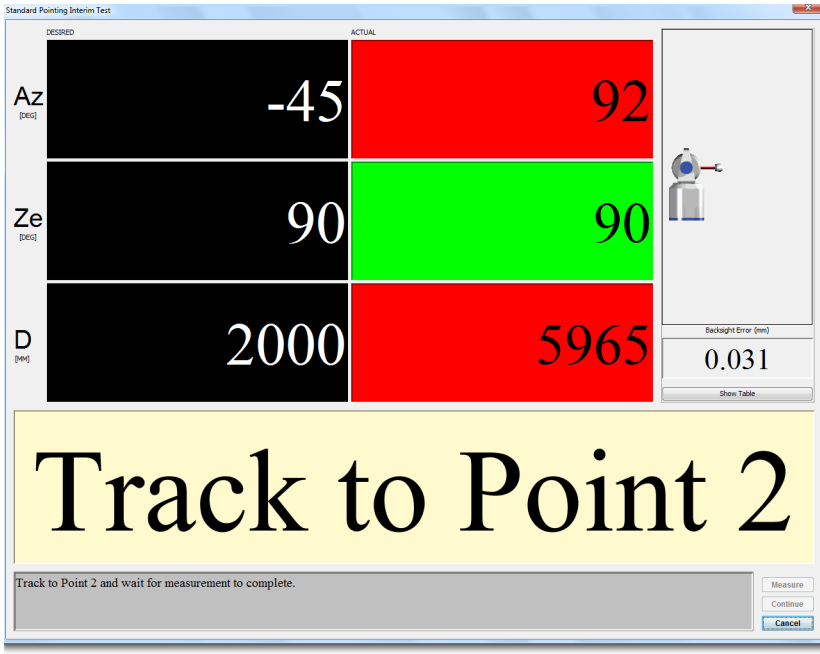 Standard Pointing Interim Test
DESIRED ACTUAL
Az -45 92
[DEG]
Ze 90 90
[DEG]
D 2000 5965
[MM]
Backsight Error (mm)
0.031
Show Table
Track to Point 2
Track to Point 2 and wait for measurement to complete.
Measure
Continue
Cancel